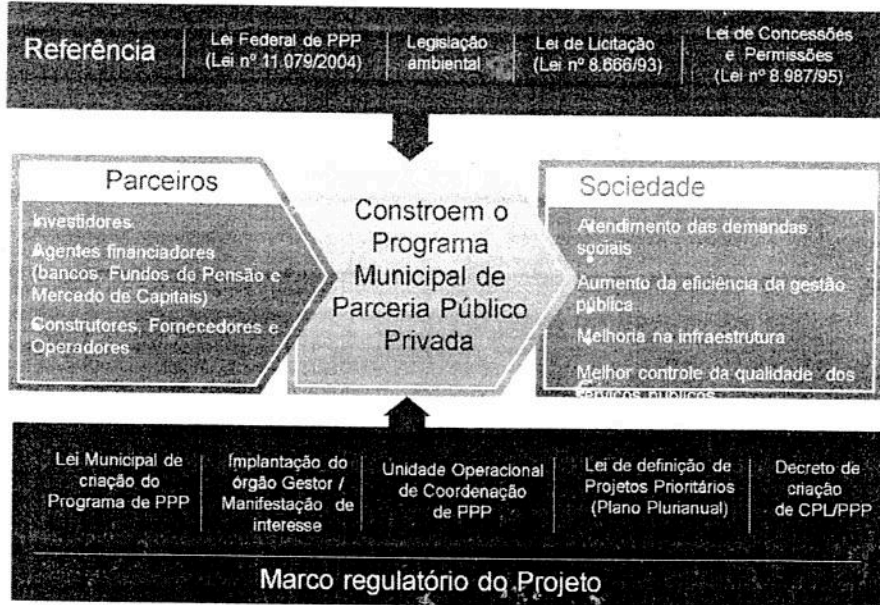 Referência
Lei Federal de PPP
(Lei nº 11.079/2004)
Legislação
ambiental
Lei de Licitação
(Lei nº 8.666/93)
Lei de Concessões
e Permissões
(Lei nº 8.987/95)
Parceiros
Investidores
Agentes financiadores
(bancos, Fundos de Pensão e
Mercado de Capitais)
Construtores, Fornecedores e
Operadores
Constroem o
Programa
Municipal de
Parceria Público
Privada
Sociedade
Atendimento das demandas
sociais
Aumento da eficiência da gestão
pública
Melhoria na infraestrutura
Melhor controle da qualidade dos
serviços públicos
Lei Municipal de
criação do
Programa de PPP
Implantação do
órgão Gestor /
Manifestação de
interesse
Unidade Operacional
de Coordenação
de PPP
Lei de definição de
Projetos Prioritários
(Plano Plurianual)
Decreto de
criação
de CPL/PPP
Marco regulatório do Projeto